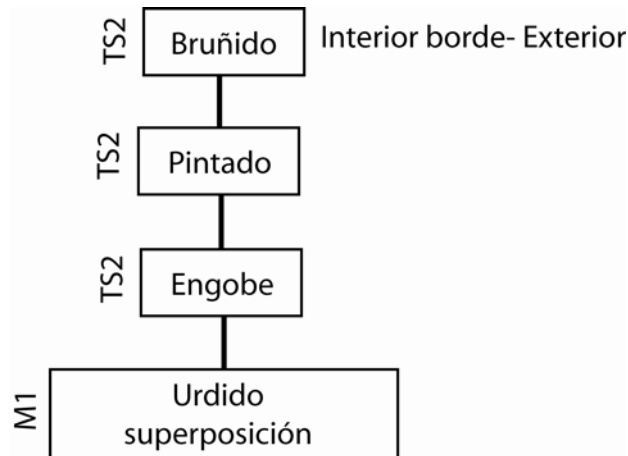 TS2
Bruñido
Interior borde- Exterior
TS2
Pintado
TS2
Engobe
M1
Urdido
superposición